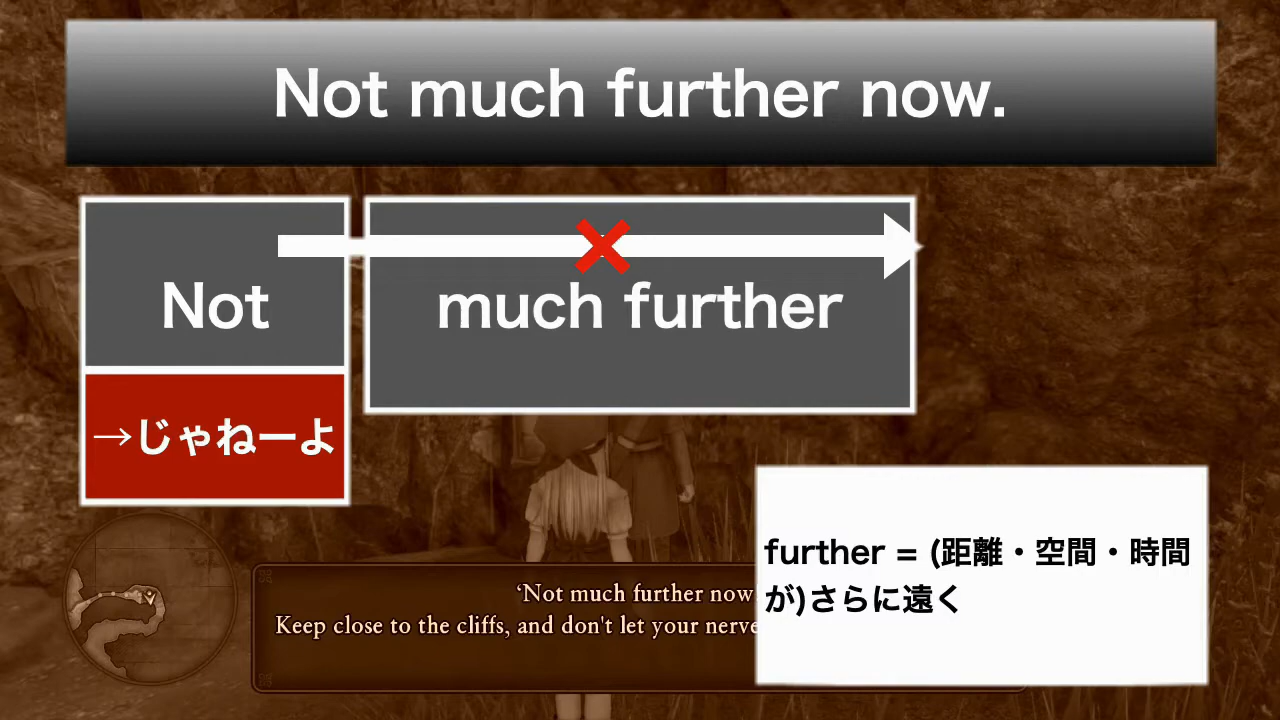 Not much further now.
Not
much further
→じゃねーよ
further = (距離・空間・時間
が)さらに遠く
‘Not much further now
Keep close to the cliffs, and don't let your nerve